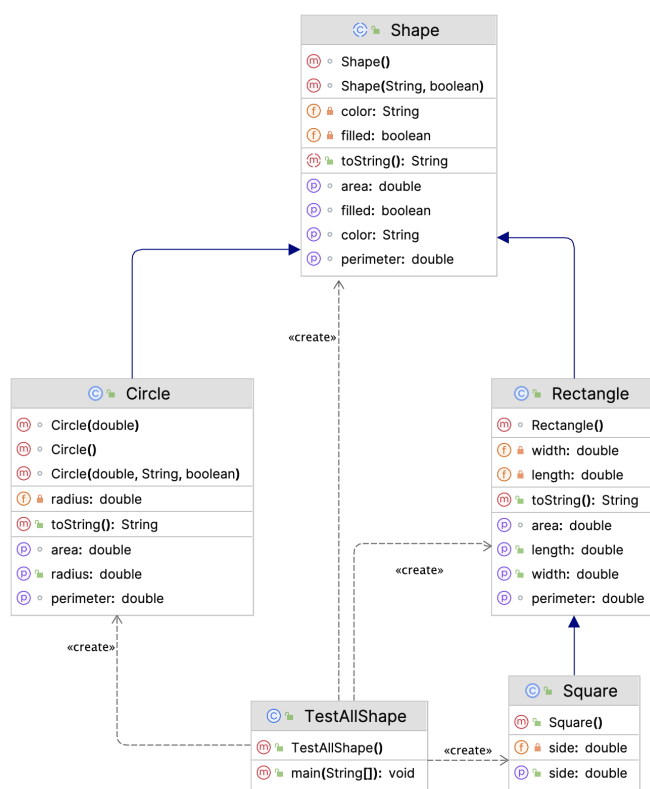 Shape
Shape()
Shape(String, boolean)
color: String
filled: boolean
toString(): String
area: double
filled: boolean
color: String
perimeter: double
«create»
Circle
Circle(double)
Circle()
Circle(double, String, boolean)
radius: double
toString(): String
area: double
radius: double
perimeter: double
Rectangle
Rectangle()
width: double
length: double
toString(): String
area: double
length: double
width: double
perimeter: double
«create»
«create»
TestAllShape
TestAllShape()
main(String[]): void
«create»
Square
Square()
side: double
side: double